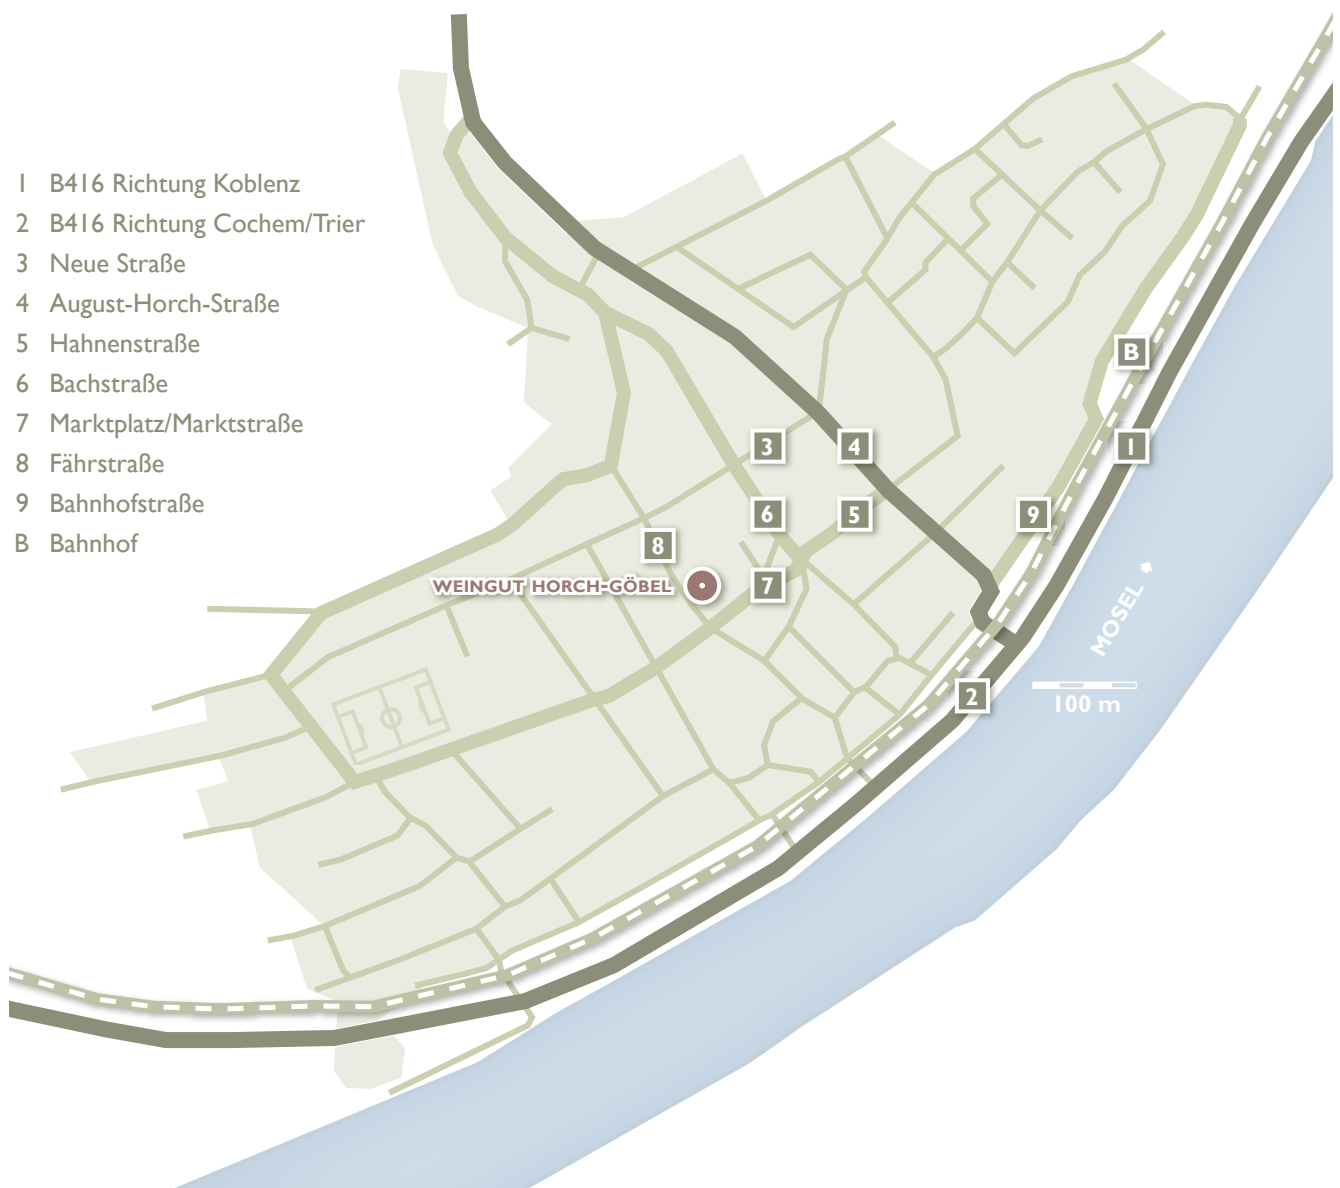 1 B416 Richtung Koblenz
2 B416 Richtung Cochem/Trier
3 Neue Straße
4 August-Horch-Straße
5 Hahnenstraße
6 Bachstraße
7 Marktplatz/Marktstraße
8 Fährstraße
9 Bahnhofstraße
B Bahnhof
B
3
4
1
6
5
9
8
WEINGUT HORCH-GÖBEL
7
MOSEL
2
100 m